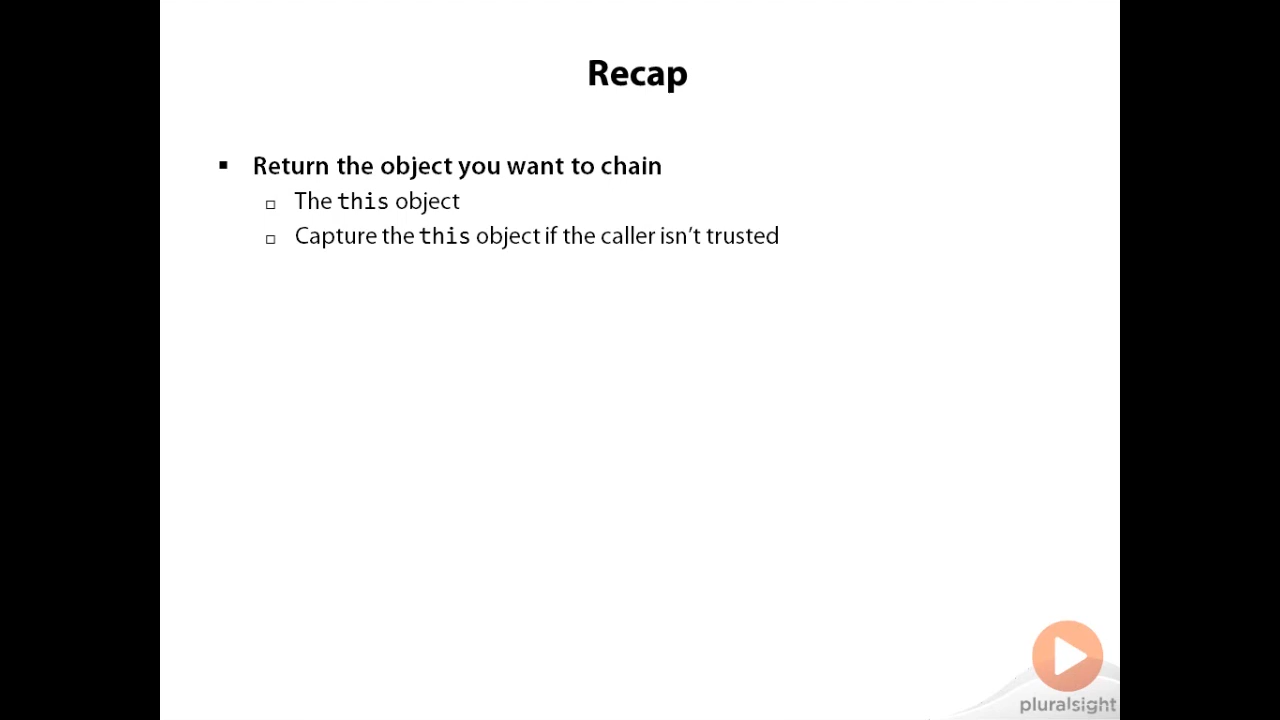 Recap
▪ Return the object you want to chain
▫ The this object
▫ Capture the this object if the caller isn’t trusted
pluralsight